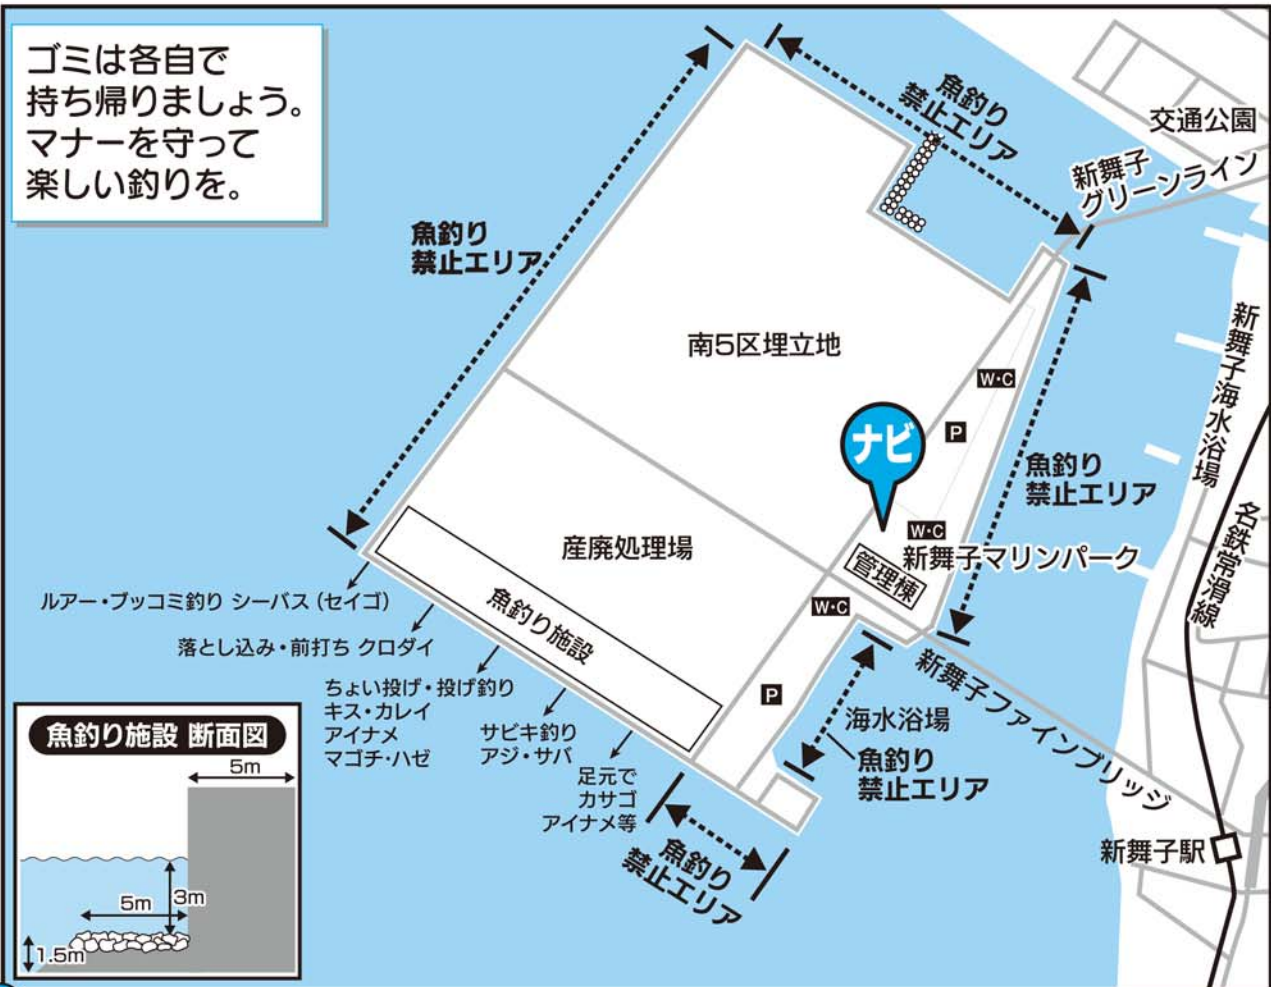 ゴミは各自で
持ち帰りましょう。
マナーを守って
楽しい釣りを。
魚釣り
禁止エリア
交通公園
新舞子
グリーンライン
魚釣り
禁止エリア
南5区埋立地
W・C
P
ナビ
新舞子海水浴場
魚釣り
禁止エリア
名鉄常滑線
W・C
新舞子マリンパーク
管理棟
産廃処理場
W・C
魚釣り施設
P
新舞子ファインブリッジ
海水浴場
魚釣り
禁止エリア
魚釣り
禁止エリア
新舞子駅
ルアー・ブッコミ釣り シーバス(セイゴ)
落とし込み・前打ち クロダイ
ちょい投げ・投げ釣り
キス・カレイ
アイナメ
マゴチ・ハゼ
サビキ釣り
アジ・サバ
足元で
カサゴ
アイナメ等
魚釣り施設 断面図
5m
5m
3m
1.5m